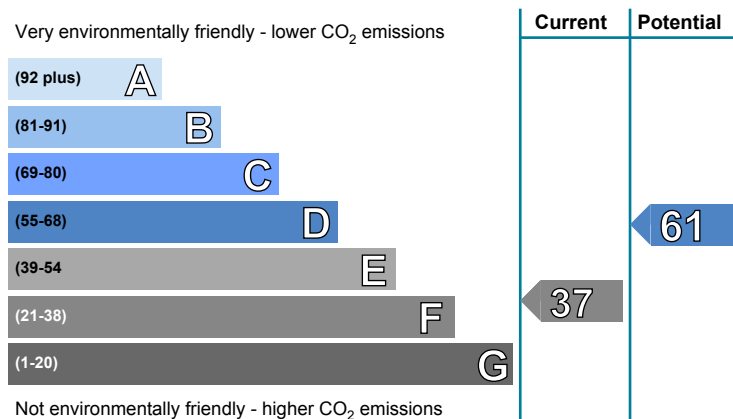 Current Potential
Very environmentally friendly - lower CO₂ emissions
(92 plus) A
(81-91) B
(69-80) C
(55-68) D
61
(39-54 E
37
(21-38) F
(1-20) G
Not environmentally friendly - higher CO₂ emissions